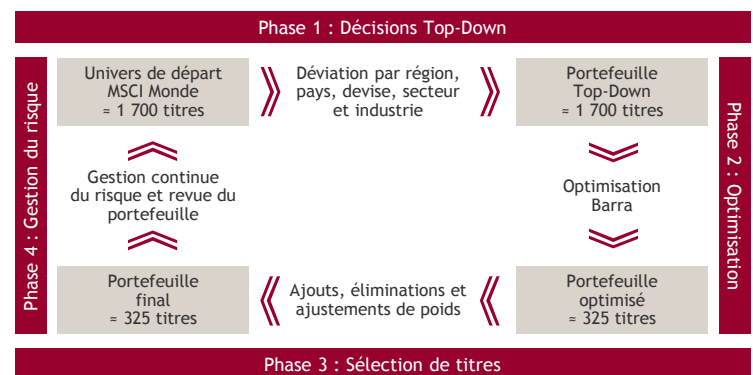 Phase 1 : Décisions Top-Down
Univers de départ
MSCI Monde
≈ 1 700 titres
Déviation par région,
pays, devise, secteur
et industrie
Portefeuille
Top-Down
≈ 1 700 titres
Phase 2 : Optimisation
Optimisation
Barra
Portefeuille
optimisé
≈ 325 titres
Phase 3 : Sélection de titres
Ajouts, éliminations et
ajustements de poids
Portefeuille
final
≈ 325 titres
Phase 4 : Gestion du risque
Gestion continue
du risque et revue du
portefeuille